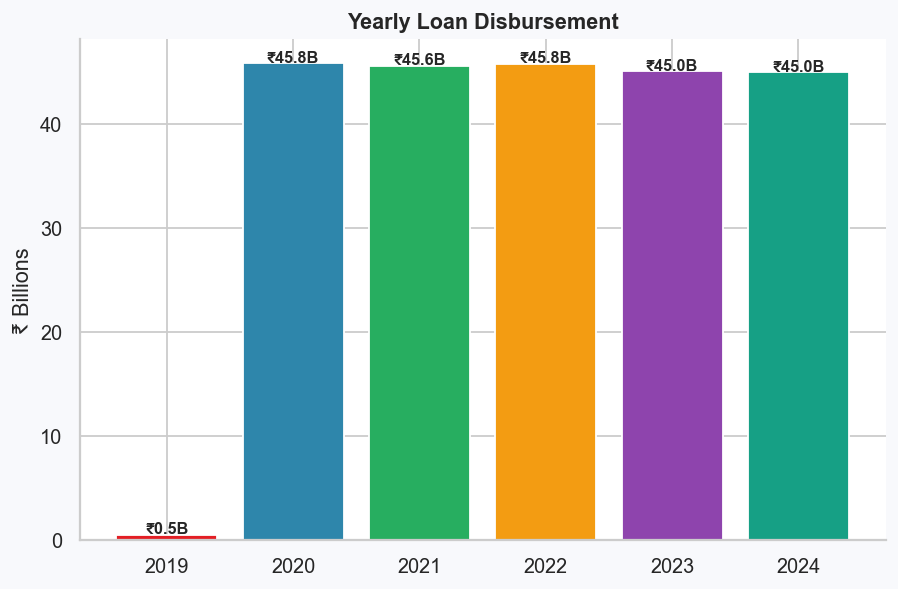 Yearly Loan Disbursement
₹ Billions
40
30
20
10
0
₹0.5B
₹45.8B
₹45.6B
₹45.8B
₹45.0B
₹45.0B
2019
2020
2021
2022
2023
2024